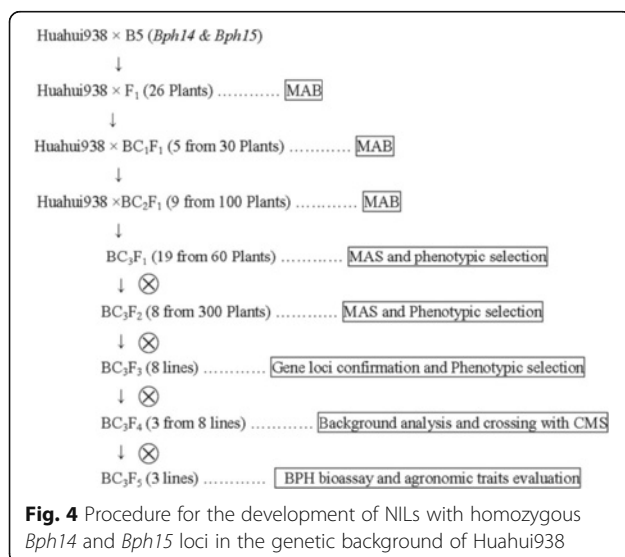 Huahui938 × B5 (Bph14 & Bph15)
↓
Huahui938 × F₁ (26 Plants) ………… MAB
↓
Huahui938 × BC₁F₁ (5 from 30 Plants) ………… MAB
↓
Huahui938 ×BC₂F₁ (9 from 100 Plants) ………… MAB
↓
BC₃F₁ (19 from 60 Plants) ………… MAS and phenotypic selection
↓ ⊗
BC₃F₂ (8 from 300 Plants) ………… MAS and Phenotypic selection
↓ ⊗
BC₃F₃ (8 lines) ………… Gene loci confirmation and Phenotypic selection
↓ ⊗
BC₃F₄ (3 from 8 lines) ………… Background analysis and crossing with CMS
↓ ⊗
BC₃F₅ (3 lines) ………… BPH bioassay and agronomic traits evaluation
Fig. 4 Procedure for the development of NILs with homozygous
Bph14 and Bph15 loci in the genetic background of Huahui938